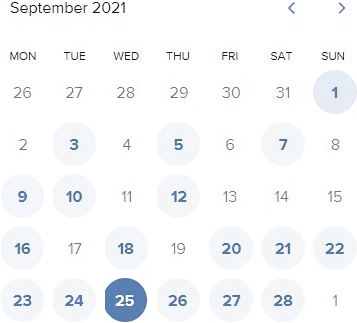 September 2021 < >
MON TUE WED THU FRI SAT SUN
26 27 28 29 30 31 1
2 3 4 5 6 7 8
9 10 11 12 13 14 15
16 17 18 19 20 21 22
23 24 25 26 27 28 1